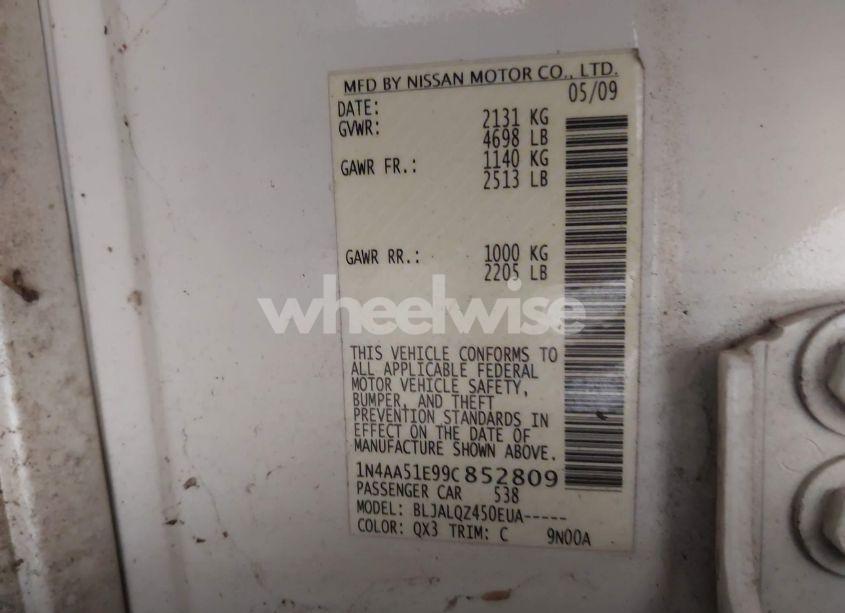 MFD BY NISSAN MOTOR CO., LTD.
DATE: 05/09
GVWR: 2131 KG
4698 LB
GAWR FR.: 1140 KG
2513 LB
GAWR RR.: 1000 KG
2205 LB
wheelwise
THIS VEHICLE CONFORMS TO
ALL APPLICABLE FEDERAL
MOTOR VEHICLE SAFETY,
BUMPER, AND THEFT
PREVENTION STANDARDS IN
EFFECT ON THE DATE OF
MANUFACTURE SHOWN ABOVE.
1N4AA51E99C852809
PASSENGER CAR 538
MODEL: BLJALQZ450EUA-----
COLOR: QX3 TRIM: C 9N00A